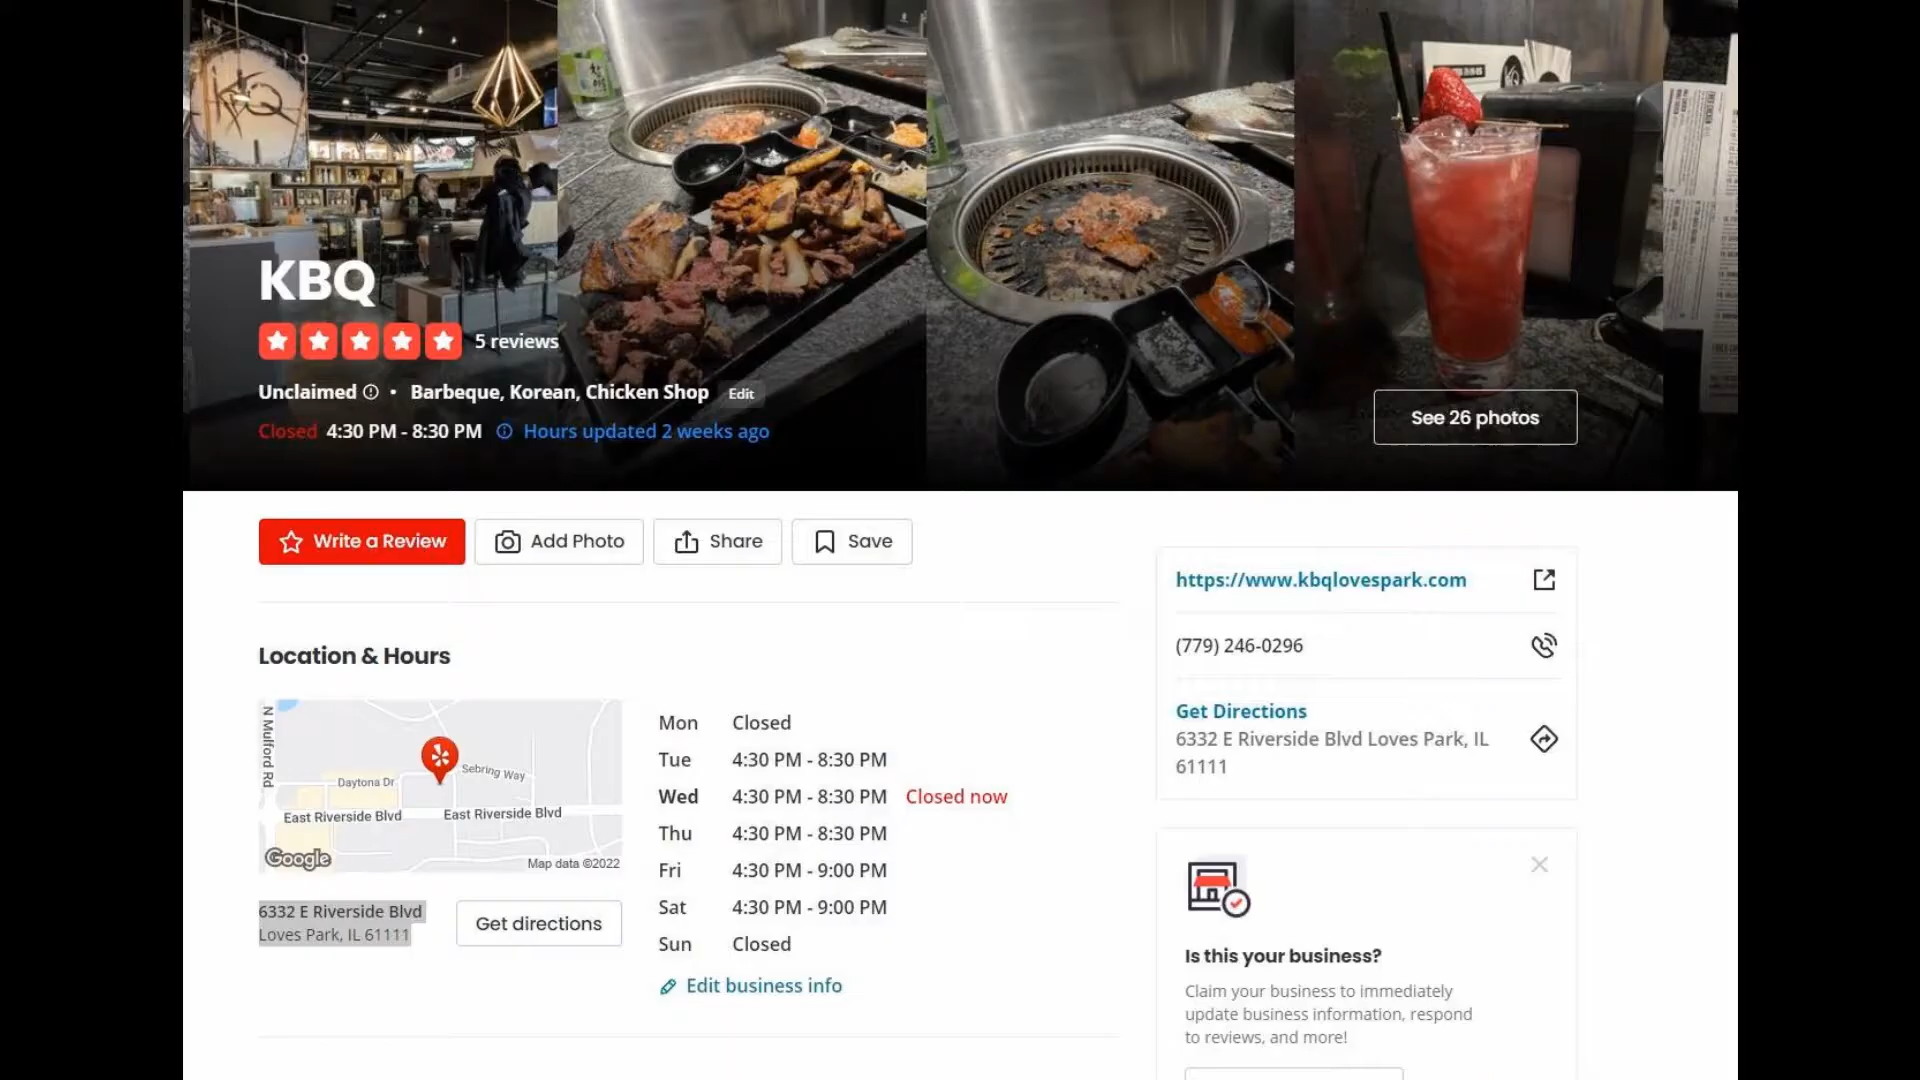 KBQ
KBQ
5 reviews
Unclaimed • Barbeque, Korean, Chicken Shop Edit
Closed 4:30 PM - 8:30 PM Hours updated 2 weeks ago
See 26 photos
Write a Review
Add Photo
Share
Save
https://www.kbqlovespark.com
(779) 246-0296
Get Directions
6332 E Riverside Blvd Loves Park, IL
61111
Location & Hours
N Mulford Rd
Sebring Way
Daytona Dr
East Riverside Blvd
East Riverside Blvd
Google
Map data ©2022
6332 E Riverside Blvd
Loves Park, IL 61111
Get directions
Mon Closed
Tue 4:30 PM - 8:30 PM
Wed 4:30 PM - 8:30 PM Closed now
Thu 4:30 PM - 8:30 PM
Fri 4:30 PM - 9:00 PM
Sat 4:30 PM - 9:00 PM
Sun Closed
Edit business info
Is this your business?
Claim your business to immediately
update business information, respond
to reviews, and more!